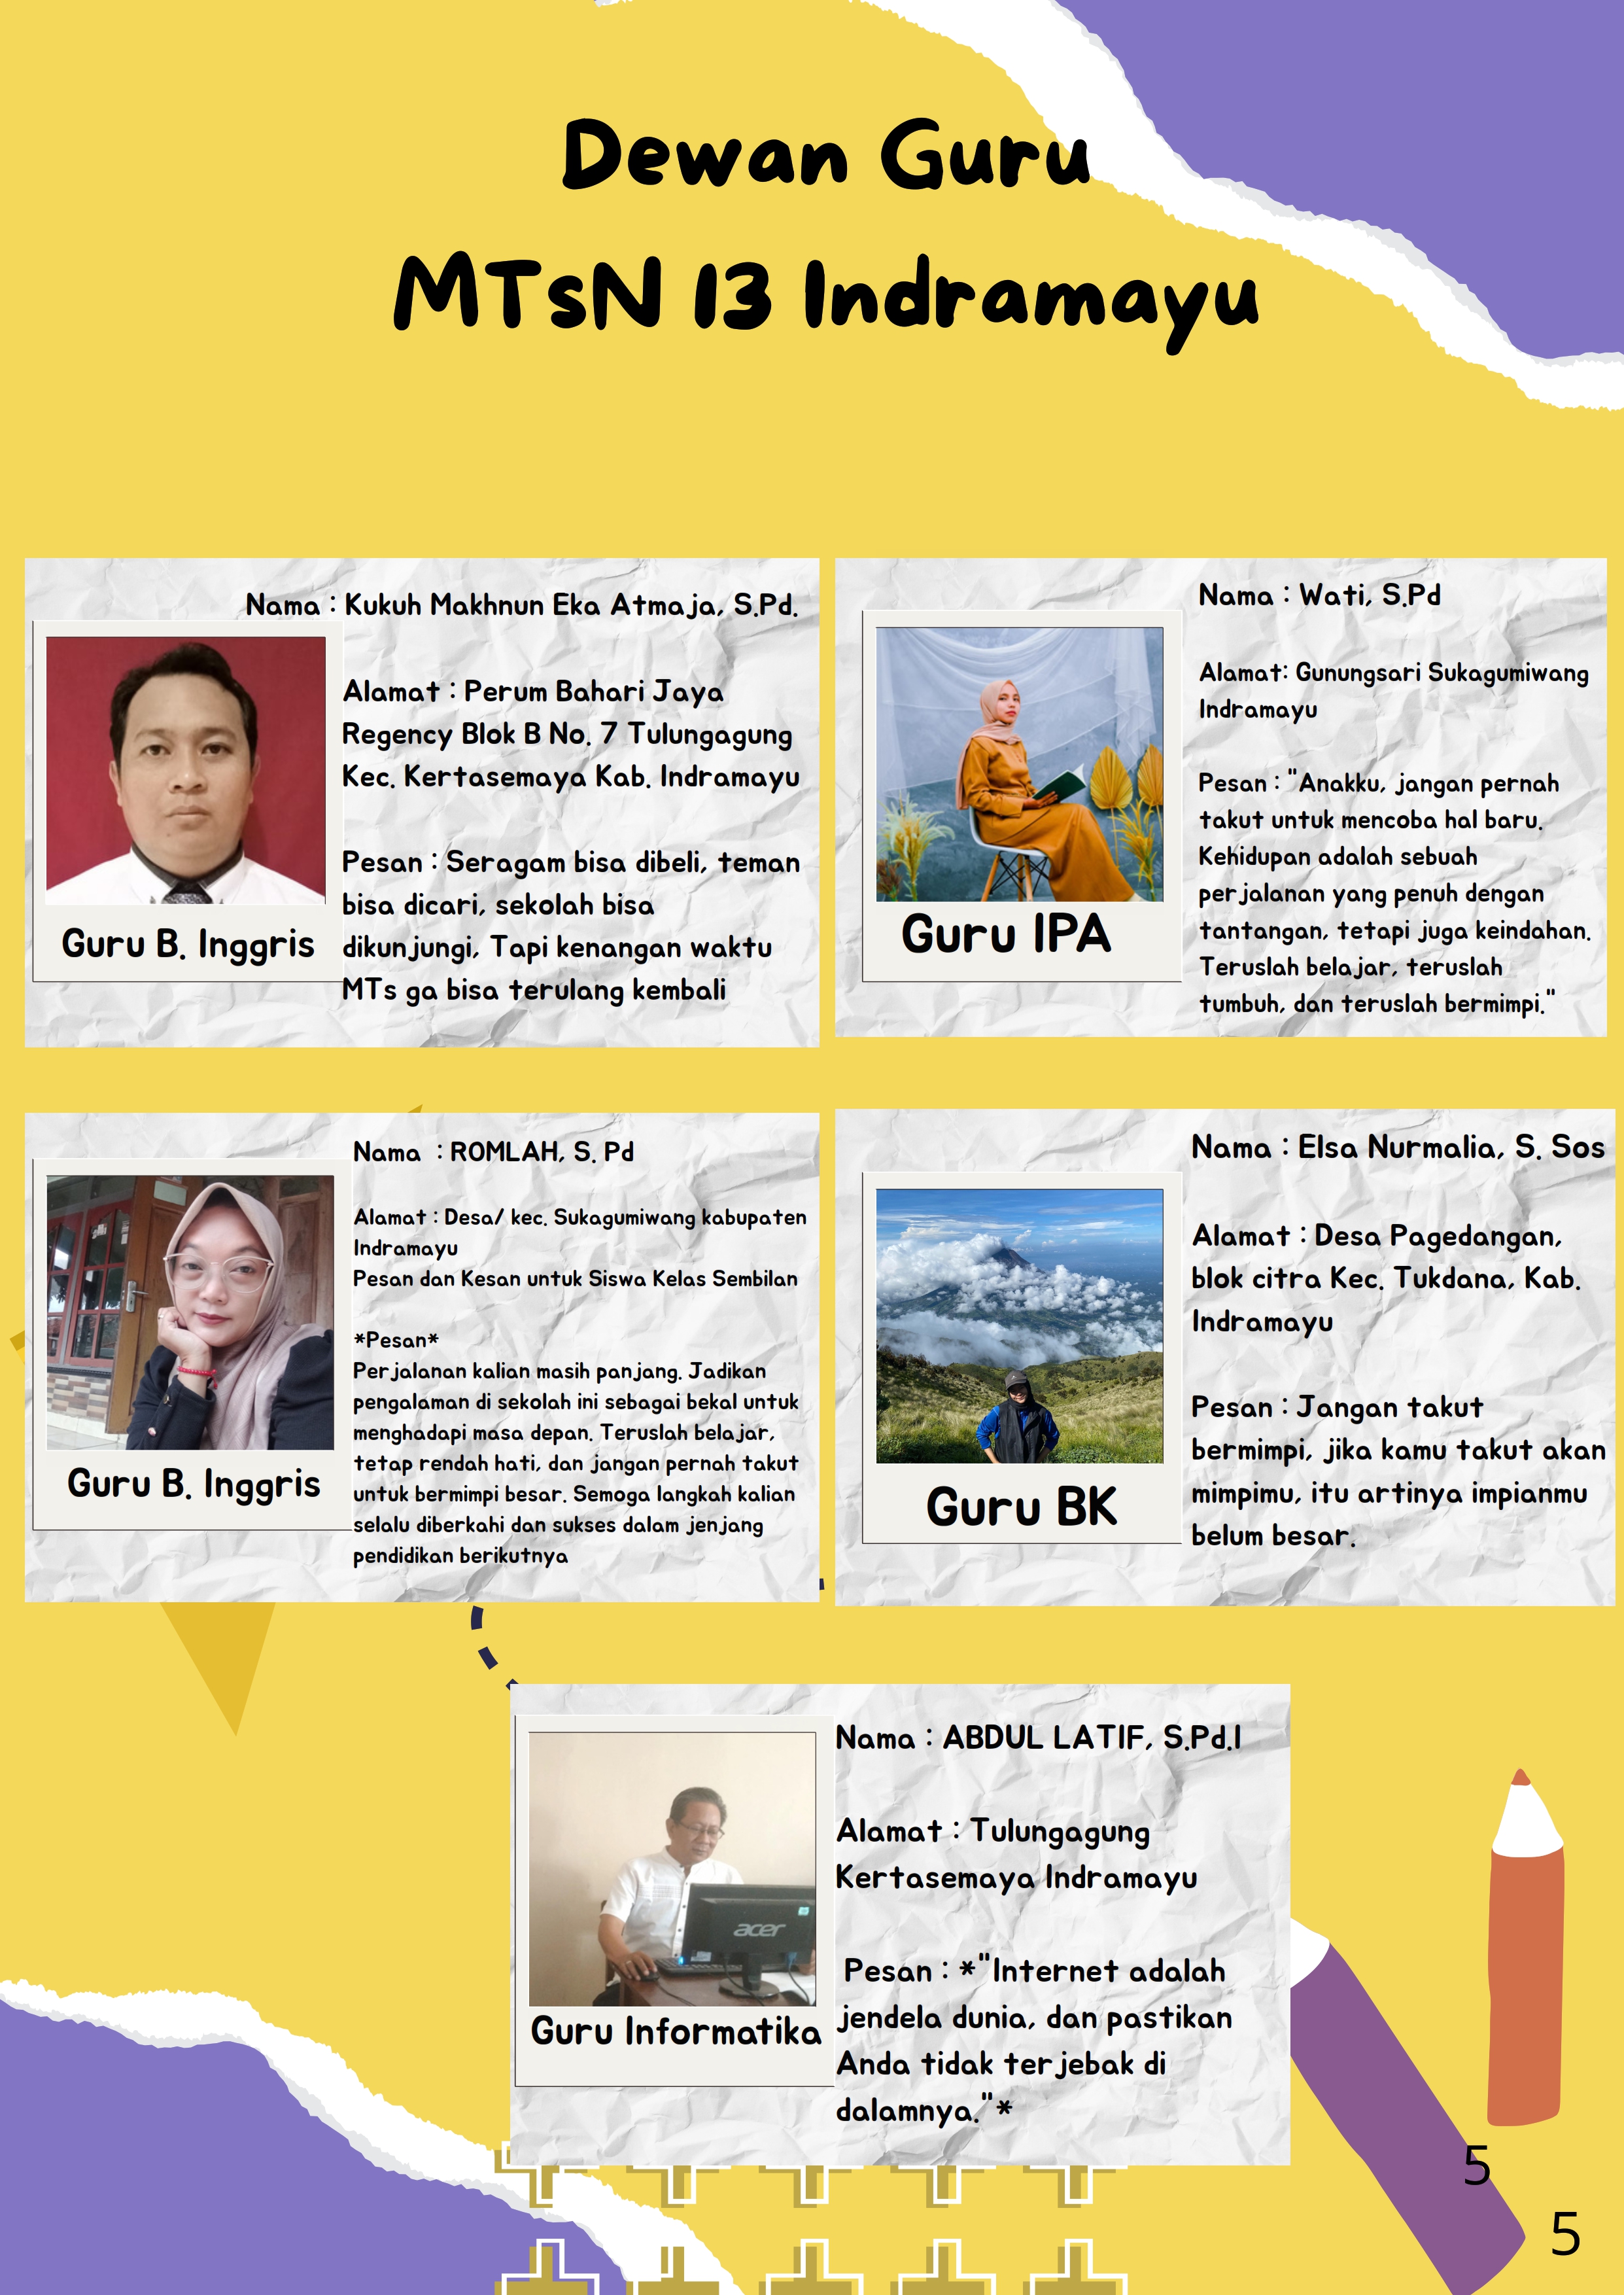 Dewan Guru
MTsN 13 Indramayu
Nama : Kukuh Makhnun Eka Atmaja, S.Pd.
Alamat : Perum Bahari Jaya
Regency Blok B No. 7 Tulungagung
Kec. Kertasemaya Kab. Indramayu
Pesan : Seragam bisa dibeli, teman
bisa dicari, sekolah bisa
dikunjungi, Tapi kenangan waktu
MTs ga bisa terulang kembali
Guru B. Inggris
Nama : Wati, S.Pd
Alamat: Gunungsari Sukagumiwang
Indramayu
Pesan : "Anakku, jangan pernah
takut untuk mencoba hal baru.
Kehidupan adalah sebuah
perjalanan yang penuh dengan
tantangan, tetapi juga keindahan.
Teruslah belajar, teruslah
tumbuh, dan teruslah bermimpi."
Guru IPA
Nama : ROMLAH, S. Pd
Alamat : Desa/ kec. Sukagumiwang kabupaten
Indramayu
Pesan dan Kesan untuk Siswa Kelas Sembilan
*Pesan*
Perjalanan kalian masih panjang. Jadikan
pengalaman di sekolah ini sebagai bekal untuk
menghadapi masa depan. Teruslah belajar,
tetap rendah hati, dan jangan pernah takut
untuk bermimpi besar. Semoga langkah kalian
selalu diberkahi dan sukses dalam jenjang
pendidikan berikutnya
Guru B. Inggris
Nama : Elsa Nurmalia, S. Sos
Alamat : Desa Pagedangan,
blok citra Kec. Tukdana, Kab.
Indramayu
Pesan : Jangan takut
bermimpi, jika kamu takut akan
mimpimu, itu artinya impianmu
belum besar.
Guru BK
Nama : ABDUL LATIF, S.Pd.I
Alamat : Tulungagung
Kertasemaya Indramayu
Pesan : *"Internet adalah
jendela dunia, dan pastikan
Anda tidak terjebak di
dalamnya."*
acer
Guru Informatika
5
5